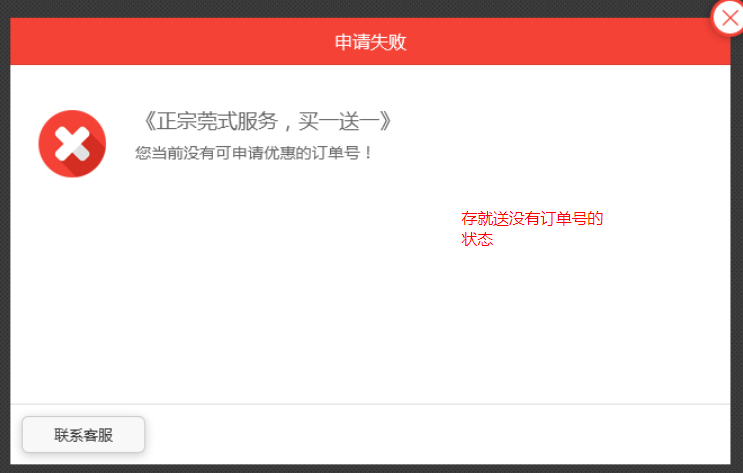 申请失败
《正宗莞式服务，买一送一》
您当前没有可申请优惠的订单号！
存就送没有订单号的
状态
联系客服